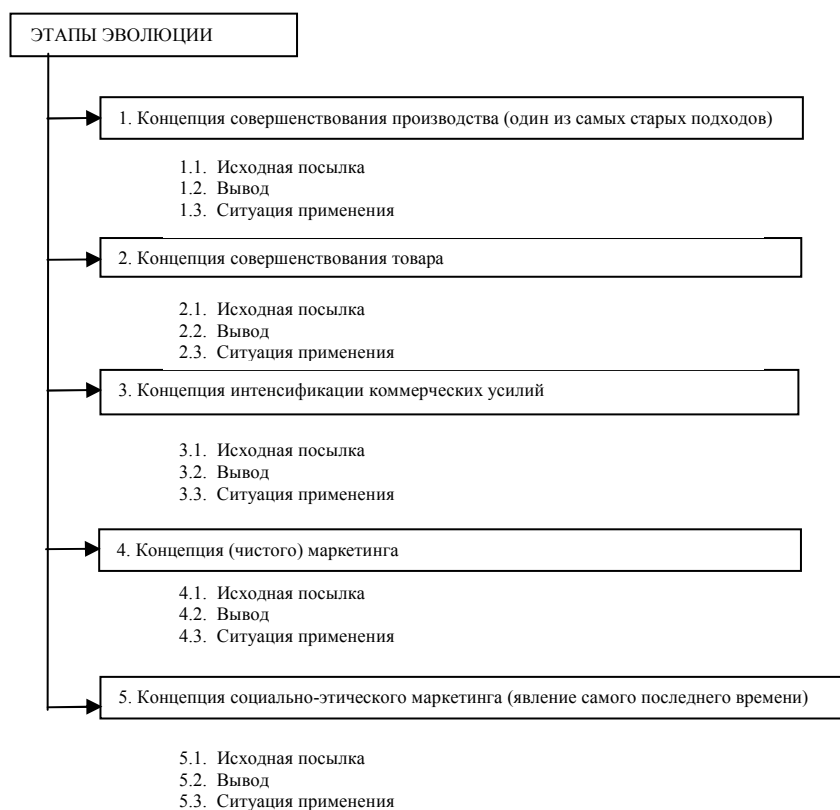 ЭТАПЫ ЭВОЛЮЦИИ
1. Концепция совершенствования производства (один из самых старых подходов)
1.1. Исходная посылка
1.2. Вывод
1.3. Ситуация применения
2. Концепция совершенствования товара
2.1. Исходная посылка
2.2. Вывод
2.3. Ситуация применения
3. Концепция интенсификации коммерческих усилий
3.1. Исходная посылка
3.2. Вывод
3.3. Ситуация применения
4. Концепция (чистого) маркетинга
4.1. Исходная посылка
4.2. Вывод
4.3. Ситуация применения
5. Концепция социально-этического маркетинга (явление самого последнего времени)
5.1. Исходная посылка
5.2. Вывод
5.3. Ситуация применения